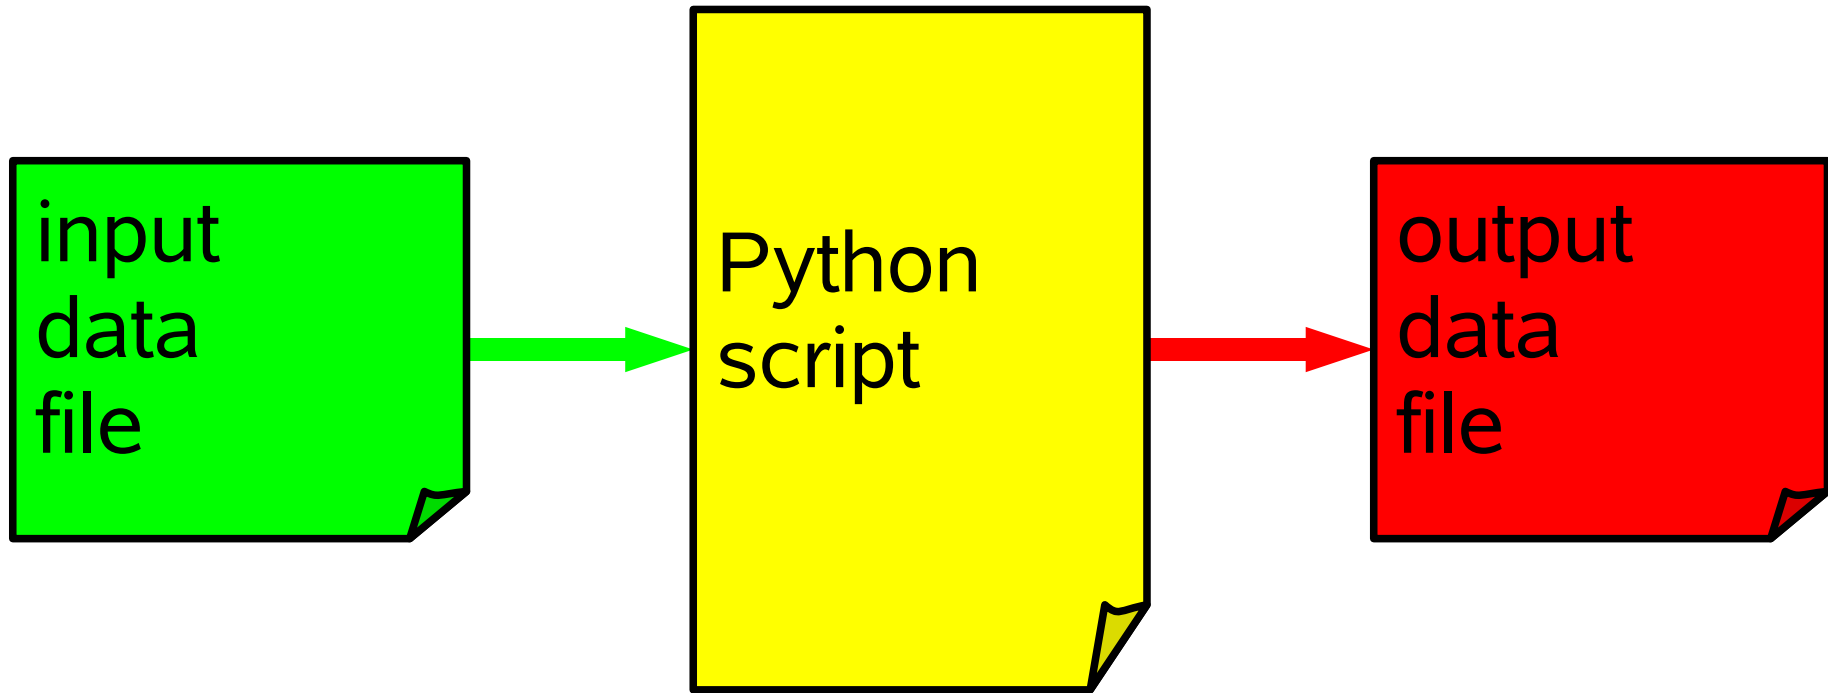 input
data
file
Python
script
output
data
file